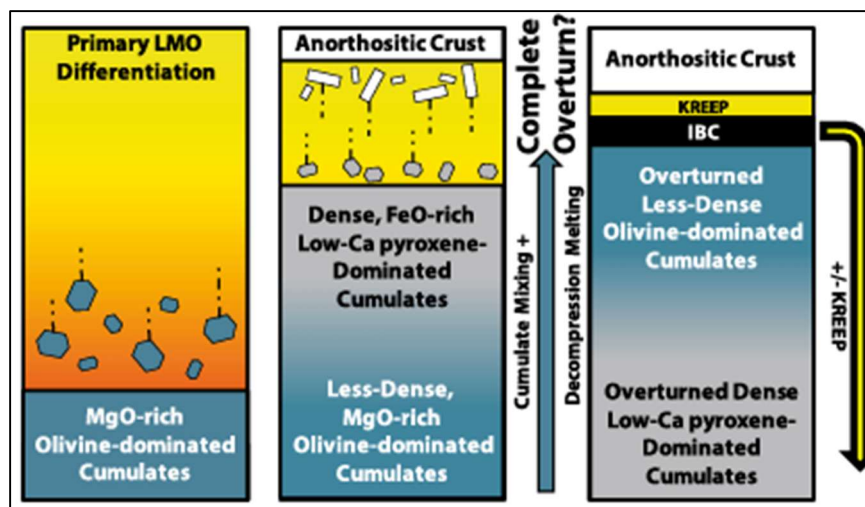 Primary LMO
Differentiation
MgO-rich
Olivine-dominated
Cumulates
Anorthositic Crust
Dense, FeO-rich
Low-Ca pyroxene-
Dominated
Cumulates
Less-Dense,
MgO-rich
Olivine-dominated
Cumulates
Complete
Overturn?
Cumulate Mixing +
Decompression Melting
Anorthositic Crust
KREEP
IBC
Overturned
Less-Dense
Olivine-dominated
Cumulates
Overturned Dense
Low-Ca pyroxene-
Dominated
Cumulates
+/- KREEP